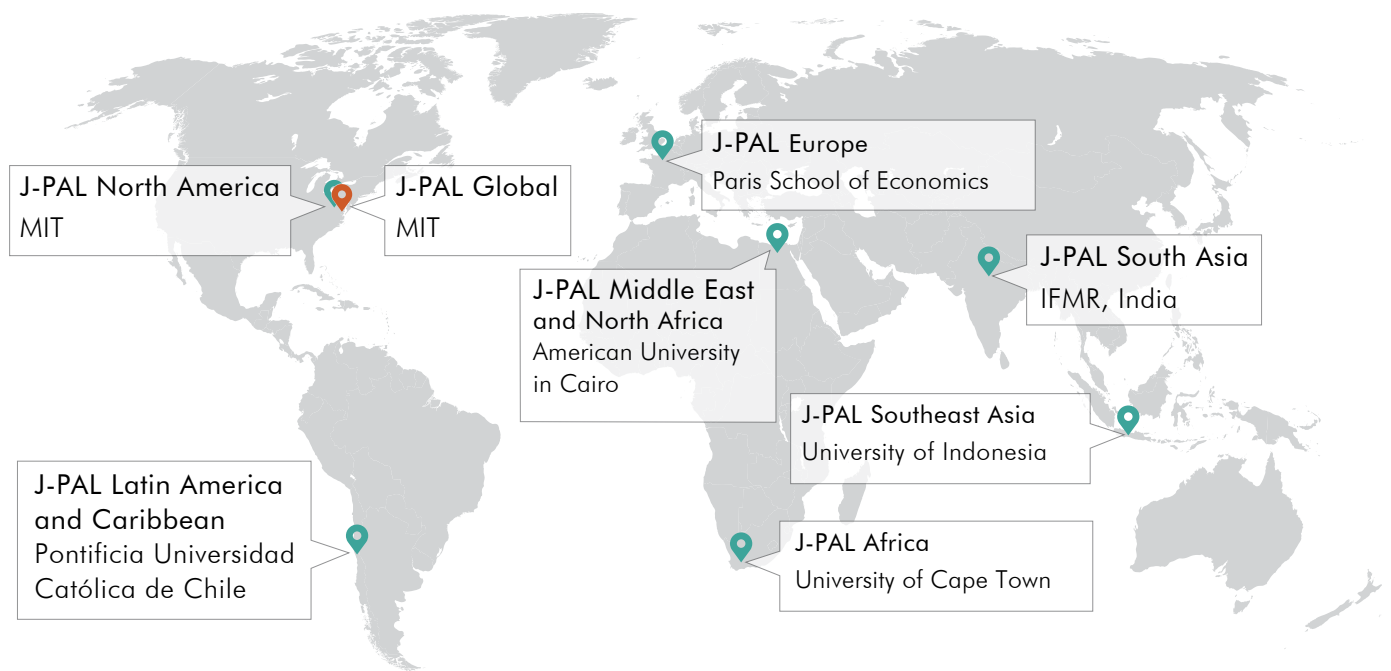 J-PAL North America
MIT
J-PAL Global
MIT
J-PAL Europe
Paris School of Economics
J-PAL Middle East
and North Africa
American University
in Cairo
J-PAL South Asia
IFMR, India
J-PAL Southeast Asia
University of Indonesia
J-PAL Latin America
and Caribbean
Pontificia Universidad
Católica de Chile
J-PAL Africa
University of Cape Town